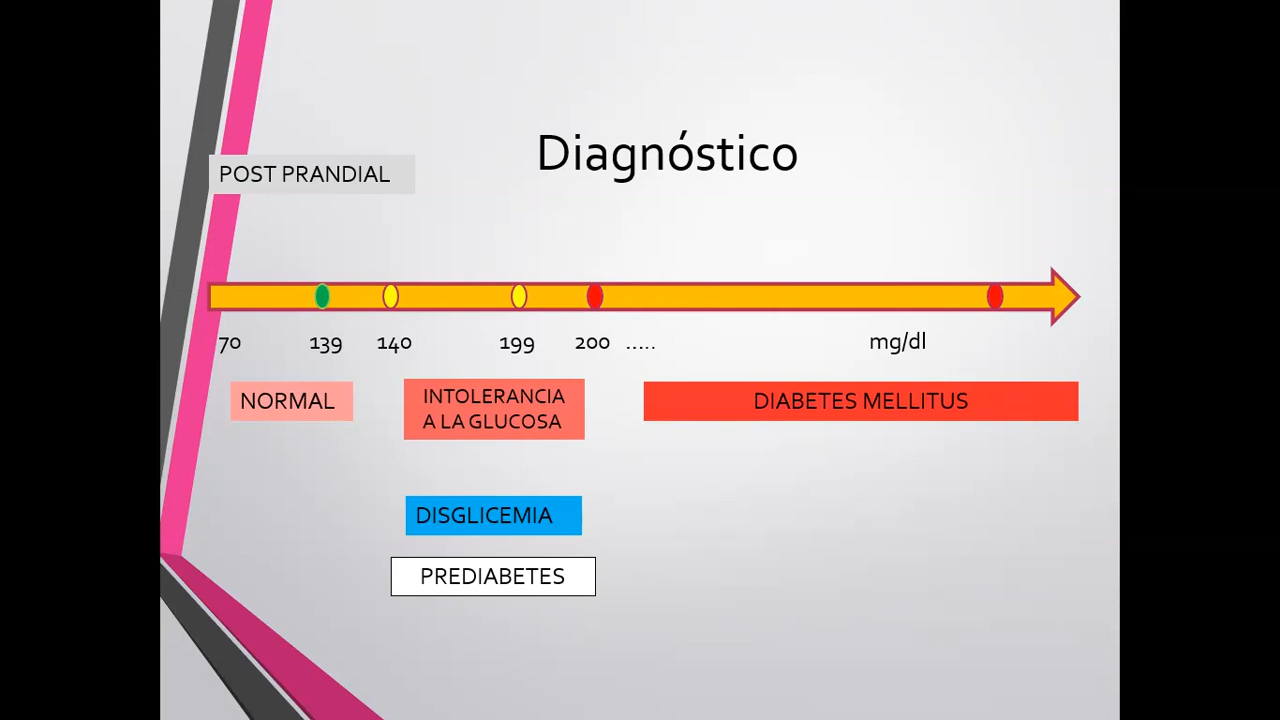 Diagnóstico
POST PRANDIAL
70 139 140 199 200 ..... mg/dl
NORMAL
INTOLERANCIA
A LA GLUCOSA
DIABETES MELLITUS
DISGLICEMIA
PREDIABETES